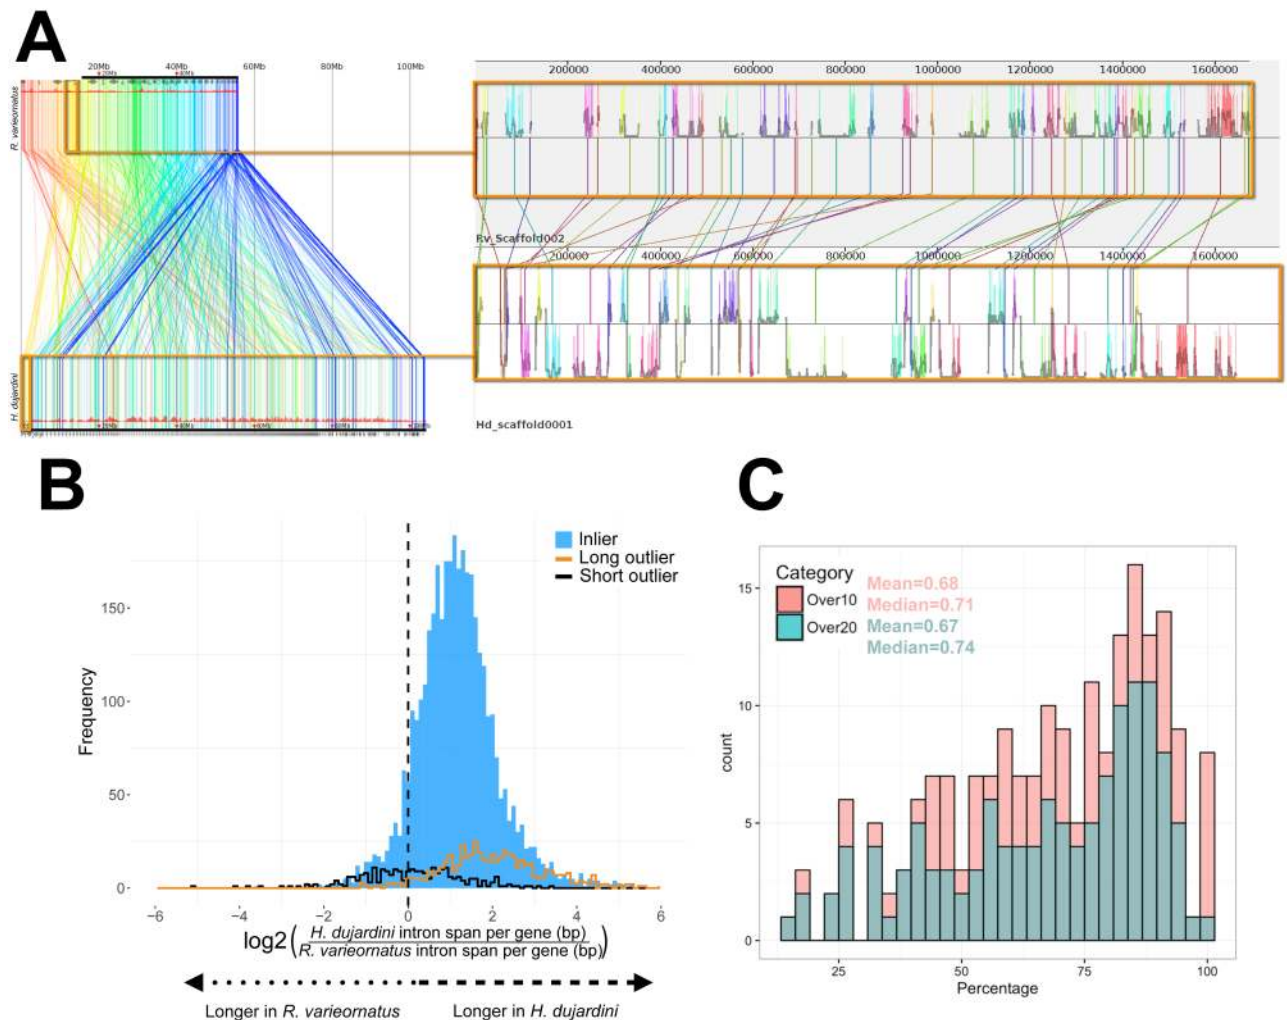 A
20Mb 40Mb 60Mb 80Mb 100Mb
20Mb 40Mb
R. varieornatus
H. dujardini
200000 400000 600000 800000 1000000 1200000 1400000 1600000
Rv_Scaffold002
200000 400000 600000 800000 1000000 1200000 1400000 1600000
Hd_scaffold0001
B
Inlier
Long outlier
Short outlier
Frequency
150
100
50
0
−6 −4 −2 0 2 4 6
log2( H. dujardini intron span per gene (bp)
R. varieornatus intron span per gene (bp) )
Longer in R. varieornatus Longer in H. dujardini
C
Category
Over10
Over20
Mean=0.68
Median=0.71
Mean=0.67
Median=0.74
count
15
10
5
0
25 50 75 100
Percentage